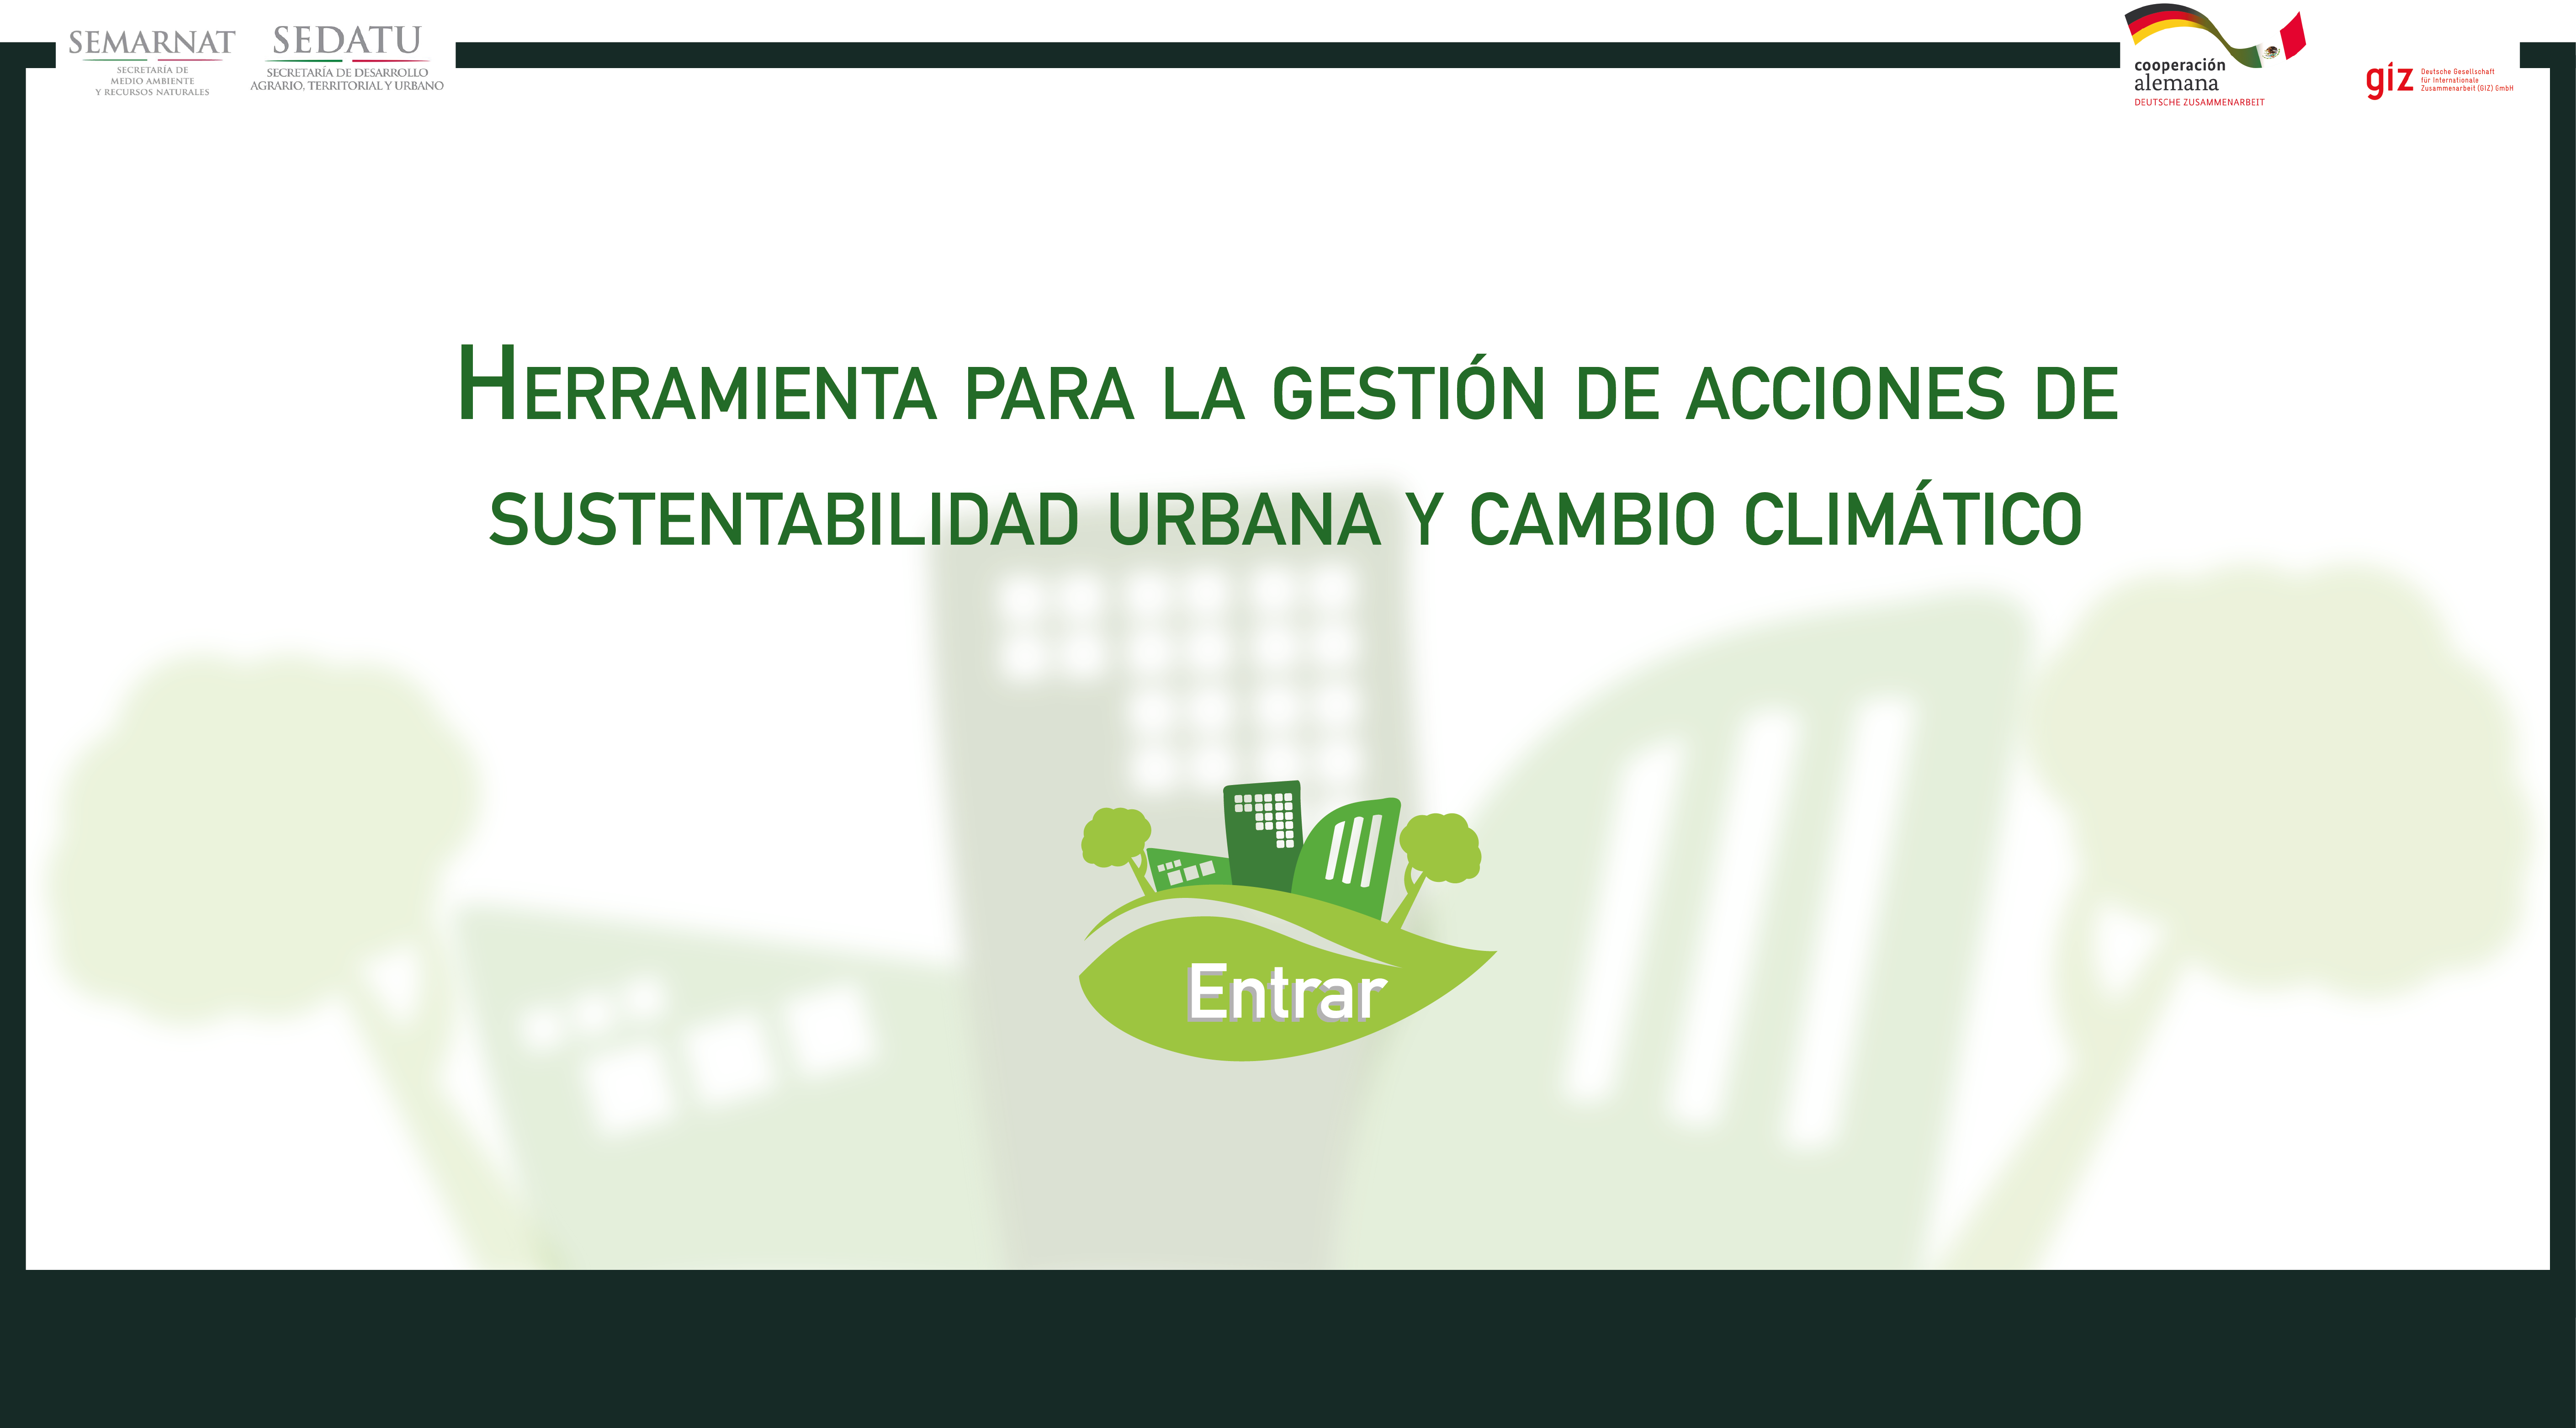 SEMARNAT
SECRETARÍA DE
MEDIO AMBIENTE
Y RECURSOS NATURALES
SEDATU
SECRETARÍA DE DESARROLLO
AGRARIO, TERRITORIAL Y URBANO
cooperación
alemana
DEUTSCHE ZUSAMMENARBEIT
giz
Deutsche Gesellschaft
für Internationale
Zusammenarbeit (GIZ) GmbH
HERRAMIENTA PARA LA GESTIÓN DE ACCIONES DE
SUSTENTABILIDAD URBANA Y CAMBIO CLIMÁTICO
Entrar